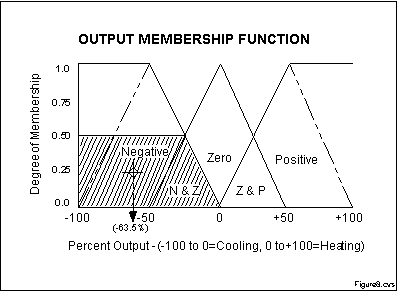 OUTPUT MEMBERSHIP FUNCTION
Degree of Membership
1.0
0.75
0.50
0.25
0.0
Negative
Zero
Positive
N & Z
Z & P
-100
-50
0
+50
+100
(-63.5%)
Percent Output - (-100 to 0=Cooling, 0 to+100=Heating)
Figure8.cvs